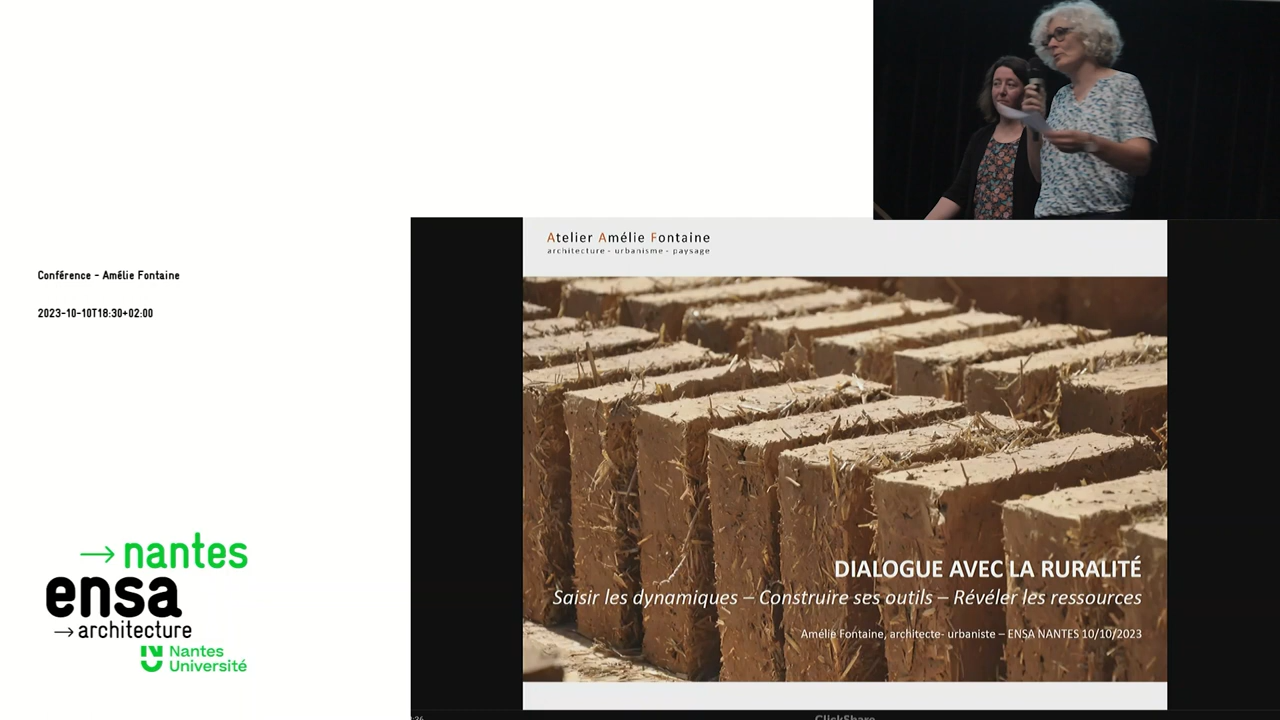 Atelier Amélie Fontaine
architecture - urbanisme - paysage
Conférence - Amélie Fontaine
2023-10-10T18:30+02:00
DIALOGUE AVEC LA RURALITÉ
Saisir les dynamiques – Construire ses outils – Révéler les ressources
Amélie Fontaine, architecte- urbaniste – ENSA NANTES 10/10/2023
→nantes
ensa
→architecture
Nantes
Université
ClickShare